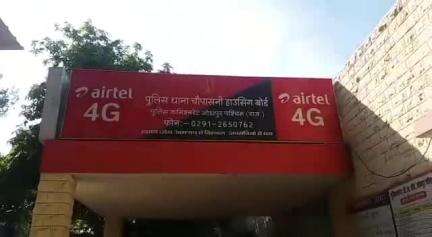 airtel
4G
पुलिस थाना चौपासनी हाउसिंग बोर्ड
पुलिस कमिश्नरेट जोधपुर पश्चिम (राज.)
फोन:-0291-2650762
airtel
4G